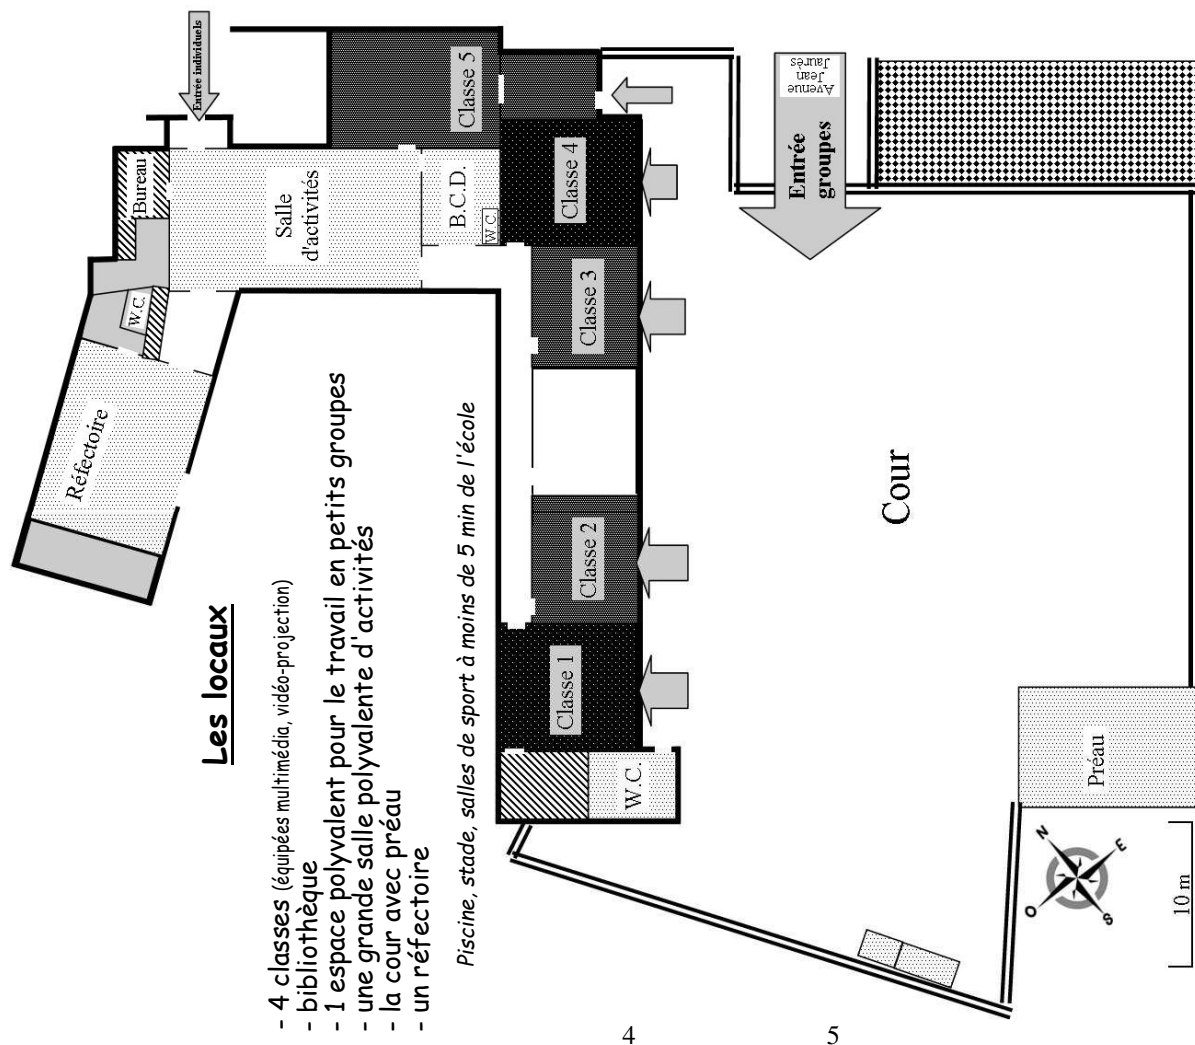 Les locaux
- 4 classes (équipées multimédia, vidéo-projection)
- bibliothèque
- 1 espace polyvalent pour le travail en petits groupes
- une grande salle polyvalente d'activités
- la cour avec préau
- un réfectoire
Piscine, stade, salles de sport à moins de 5 min de l'école
Entrée individuels
Bureau
W.C.
Réfectoire
Salle
d'activités
B.C.D.
W.C.
Classe 5
Classe 4
Classe 3
Classe 2
Classe 1
W.C.
Avenue
Jean
Jaurès
Entrée
groupes
Cour
Préau
N
E
S
O
10 m
4
5